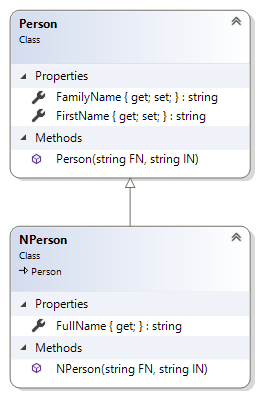 Person
Class
Properties
FamilyName { get; set; } : string
FirstName { get; set; } : string
Methods
Person(string FN, string IN)
NPerson
Class
Person
Properties
FullName { get; } : string
Methods
NPerson(string FN, string IN)